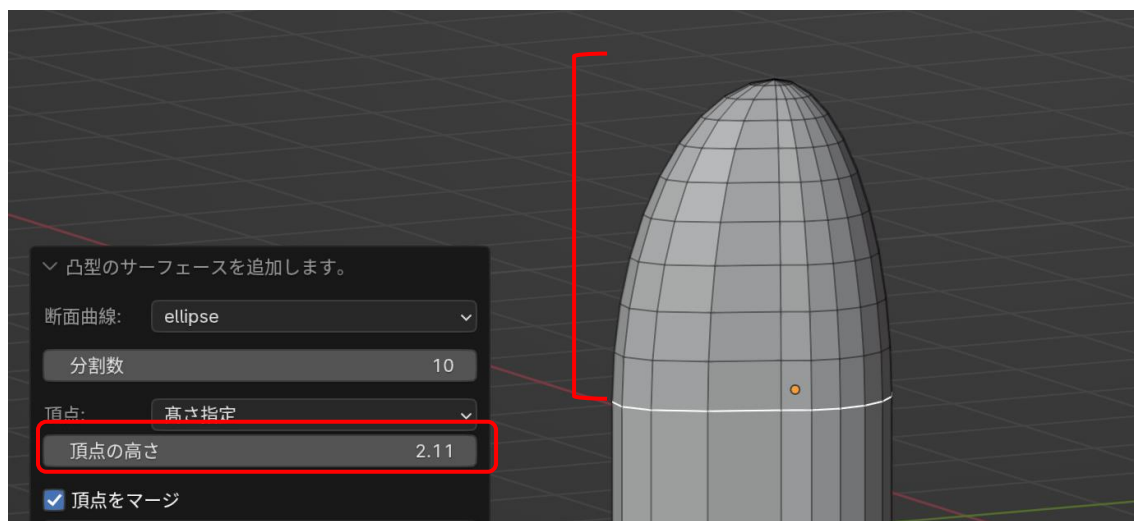 凸型のサーフェースを追加します。
断面曲線: ellipse
分割数 10
頂点: 高さ指定
頂点の高さ 2.11
頂点をマージ